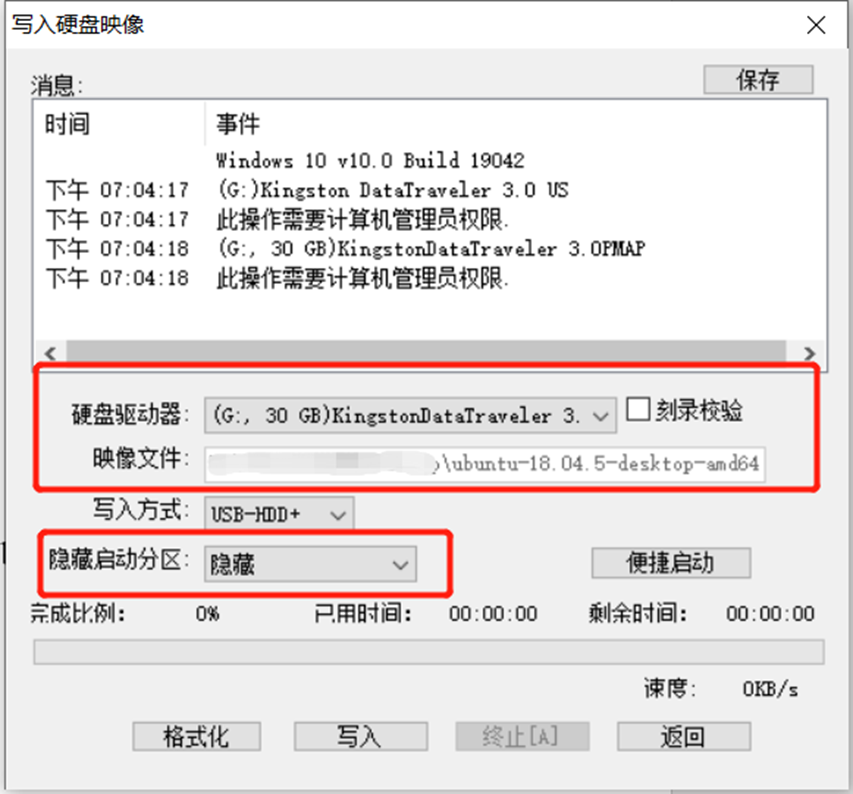 写入硬盘映像
消息:
保存
时间 事件
Windows 10 v10.0 Build 19042
下午 07:04:17 (G:)Kingston DataTraveler 3.0 US
下午 07:04:17 此操作需要计算机管理员权限.
下午 07:04:18 (G:, 30 GB)KingstonDataTraveler 3.0PMAP
下午 07:04:18 此操作需要计算机管理员权限.
硬盘驱动器: (G:, 30 GB)KingstonDataTraveler 3. 刻录校验
映像文件: \ubuntu-18.04.5-desktop-amd64
写入方式: USB-HDD+
隐藏启动分区: 隐藏 便捷启动
完成比例: 0% 已用时间: 00:00:00 剩余时间: 00:00:00
速度: 0KB/s
格式化 写入 终止[A] 返回